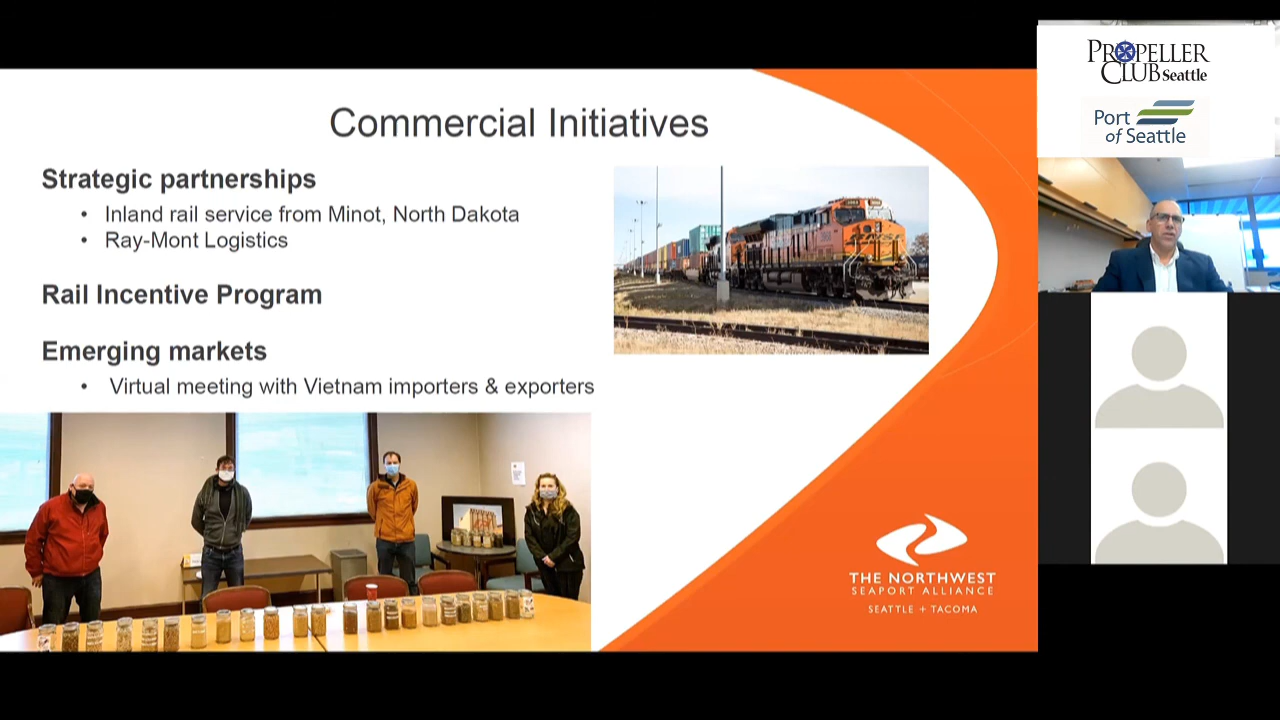 Commercial Initiatives
Strategic partnerships
• Inland rail service from Minot, North Dakota
• Ray-Mont Logistics
Rail Incentive Program
Emerging markets
• Virtual meeting with Vietnam importers & exporters
THE NORTHWEST
SEAPORT ALLIANCE
SEATTLE + TACOMA
PROPELLER
CLUB Seattle
Port
of Seattle